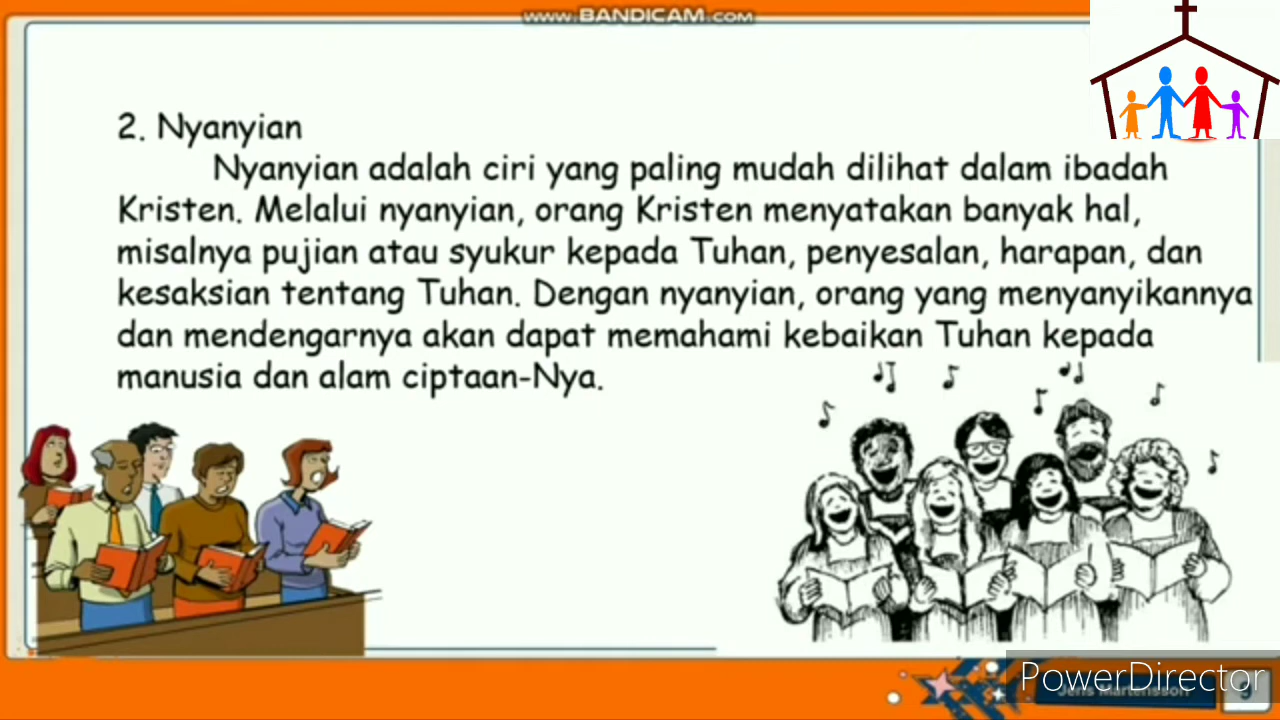 www.BANDICAM.com
2. Nyanyian
Nyanyian adalah ciri yang paling mudah dilihat dalam ibadah
Kristen. Melalui nyanyian, orang Kristen menyatakan banyak hal,
misalnya pujian atau syukur kepada Tuhan, penyesalan, harapan, dan
kesaksian tentang Tuhan. Dengan nyanyian, orang yang menyanyikannya
dan mendengarnya akan dapat memahami kebaikan Tuhan kepada
manusia dan alam ciptaan-Nya.
PowerDirector